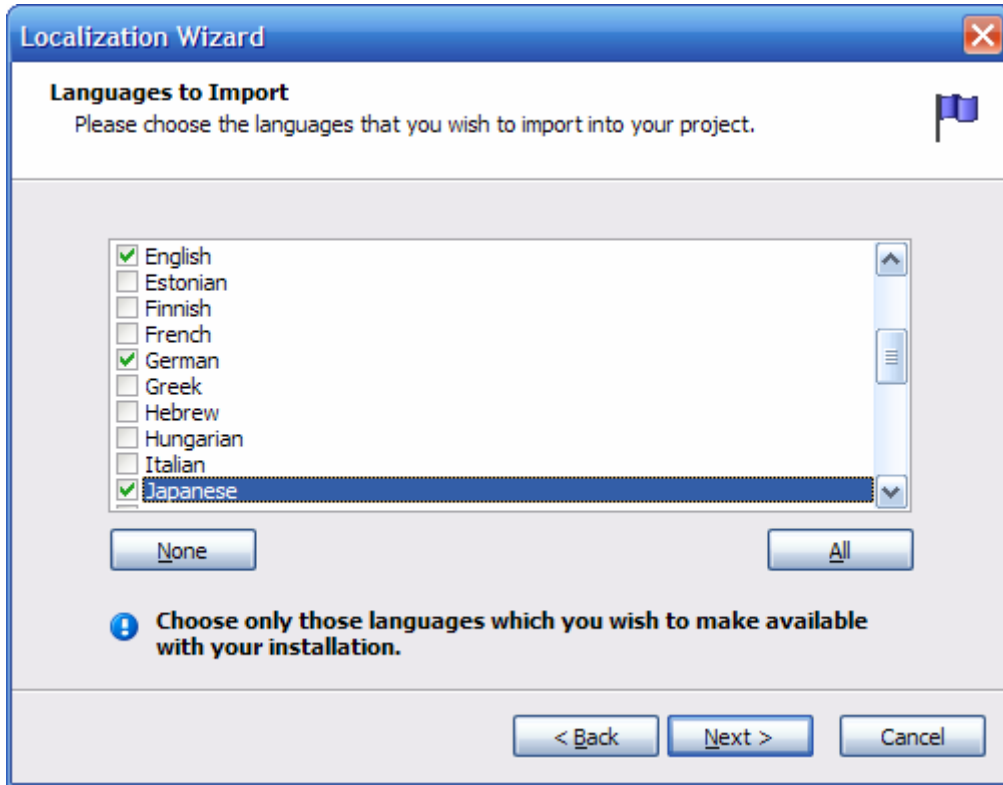 Localization Wizard
Languages to Import
Please choose the languages that you wish to import into your project.
English
Estonian
Finnish
French
German
Greek
Hebrew
Hungarian
Italian
Japanese
None
All
Choose only those languages which you wish to make available
with your installation.
< Back
Next >
Cancel